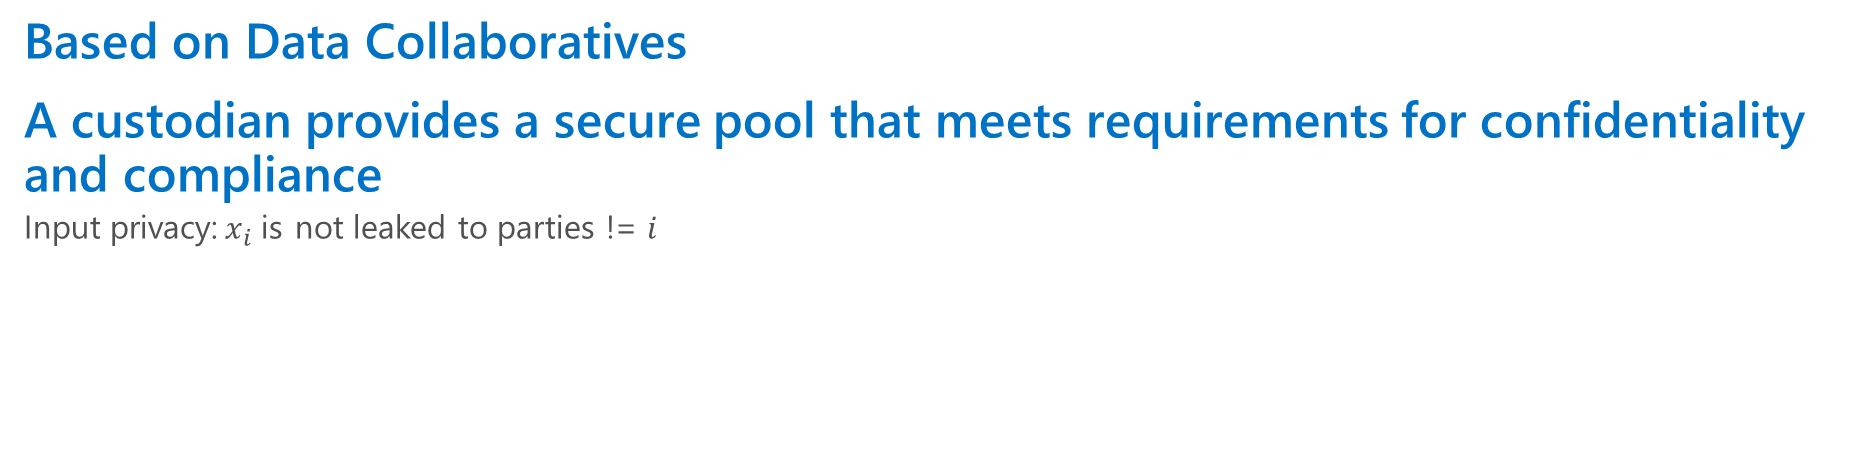 Based on Data Collaboratives
A custodian provides a secure pool that meets requirements for confidentiality
and compliance
Input privacy: 𝑥ᵢ is not leaked to parties != 𝑖